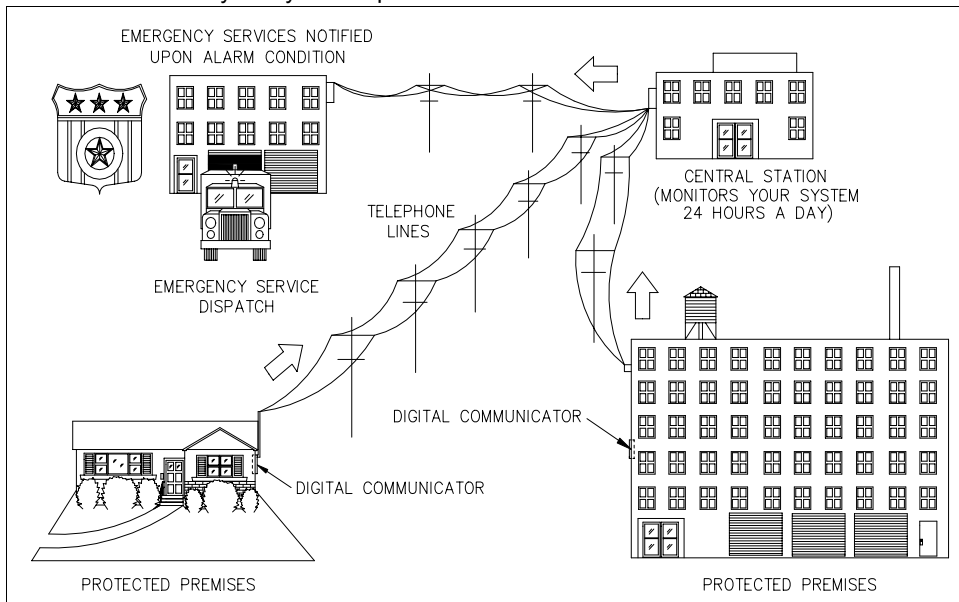 EMERGENCY SERVICES NOTIFIED
UPON ALARM CONDITION
CENTRAL STATION
(MONITORS YOUR SYSTEM
24 HOURS A DAY)
TELEPHONE
LINES
EMERGENCY SERVICE
DISPATCH
DIGITAL COMMUNICATOR
DIGITAL COMMUNICATOR
PROTECTED PREMISES
PROTECTED PREMISES